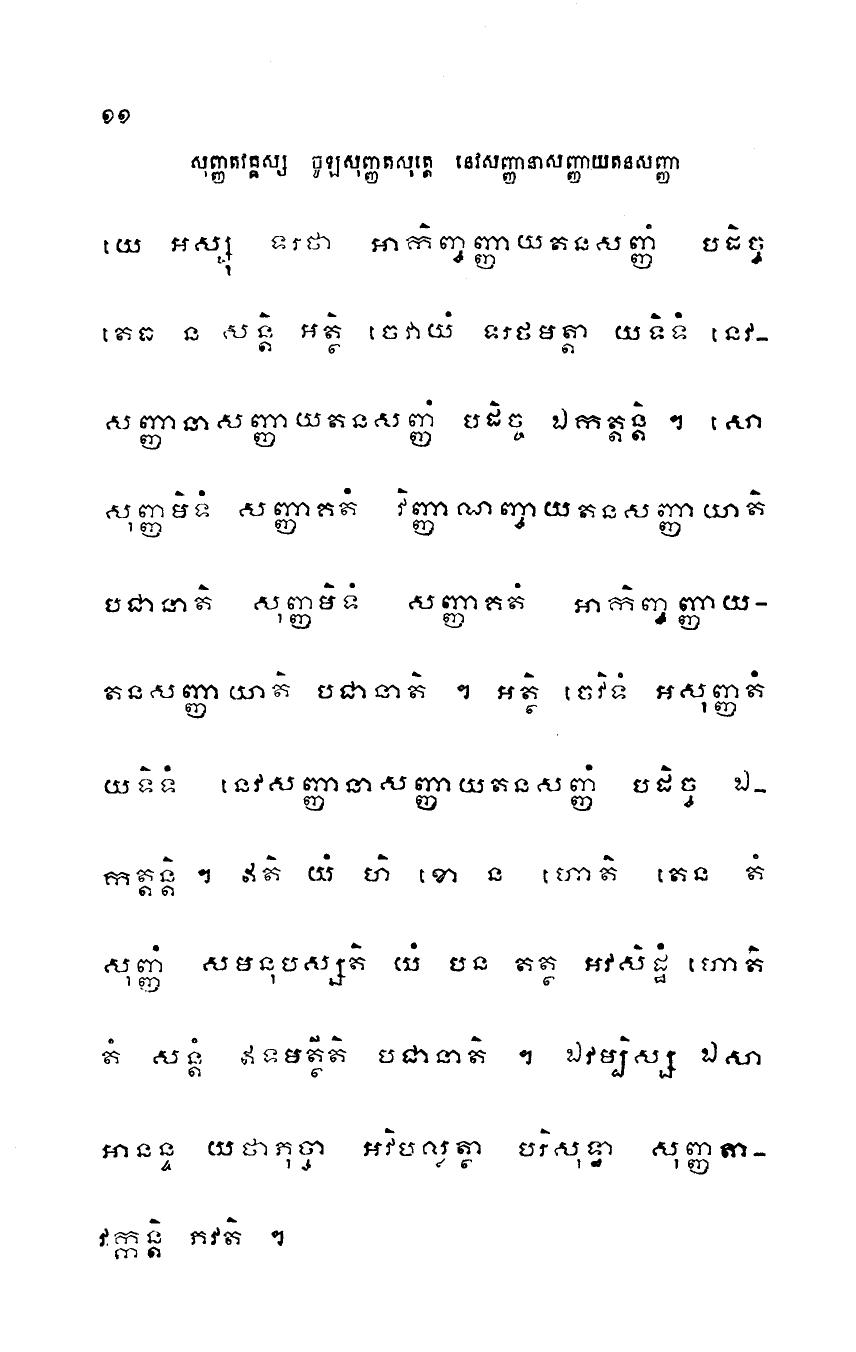 ១១
សុញ្ញតវគ្គស្ស ចូឡសុញ្ញតសុត្តេ នេវសញ្ញានាសញ្ញាយតនសញ្ញា
យេ អស្សុ ទរថា អាកិញ្ចញ្ញាយតនសញ្ញំ បដិច្ច
តេធ ន សន្តិ អត្ថិ ចេវាយំ ទរថមត្តា យទិទំ នេវ-
សញ្ញានាសញ្ញាយតនសញ្ញំ បដិច្ច ឯកត្តន្តិ ។ សោ
សុញ្ញមិទំ សញ្ញាគតំ វិញ្ញាណញ្ចាយតនសញ្ញាយាតិ
បជានាតិ សុញ្ញមិទំ សញ្ញាគតំ អាកិញ្ចញ្ញាយ-
តនសញ្ញាយាតិ បជានាតិ ។ អត្ថិ ចេវិទំ អសុញ្ញតំ
យទិទំ នេវសញ្ញានាសញ្ញាយតនសញ្ញំ បដិច្ច ឯ-
កត្តន្តិ ។ ឥតិ យំ ហិ ខោ ន ហោតិ តេន តំ
សុញ្ញំ សមនុបស្សតិ យំ បន តត្ថ អវសិដ្ឋំ ហោតិ
តំ សន្តំ ឥទមត្ថីតិ បជានាតិ ។ ឯវម្បិស្ស ឯសា
អានន្ទ យថាភុច្ចា អវិបល្លត្ថា បរិសុទ្ធា សុញ្ញតា-
វក្កន្តិ ភវតិ ។